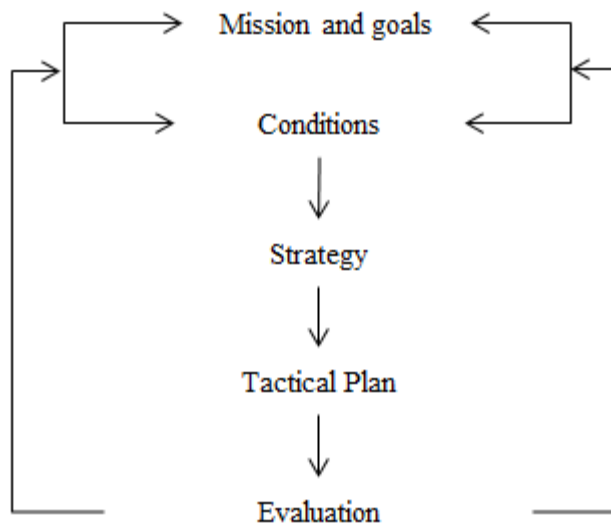 Mission and goals
Conditions
Strategy
Tactical Plan
Evaluation